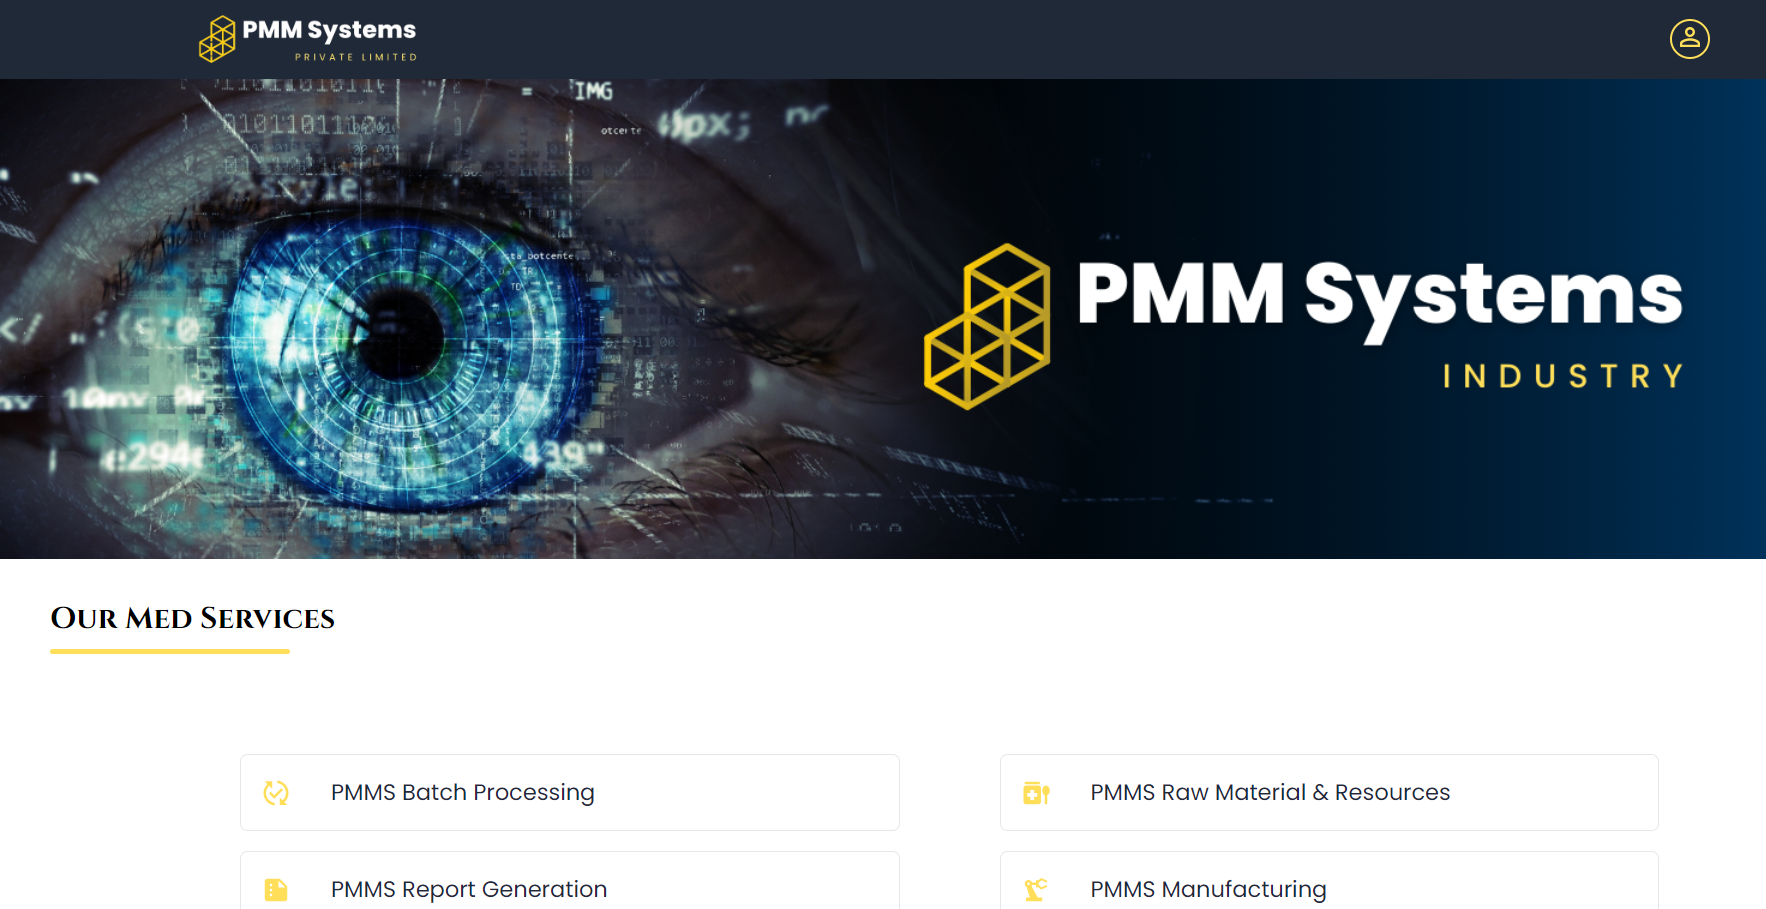 PMM Systems
PRIVATE LIMITED
IMG
PMM Systems
INDUSTRY
OUR MED SERVICES
PMMS Batch Processing
PMMS Raw Material & Resources
PMMS Report Generation
PMMS Manufacturing